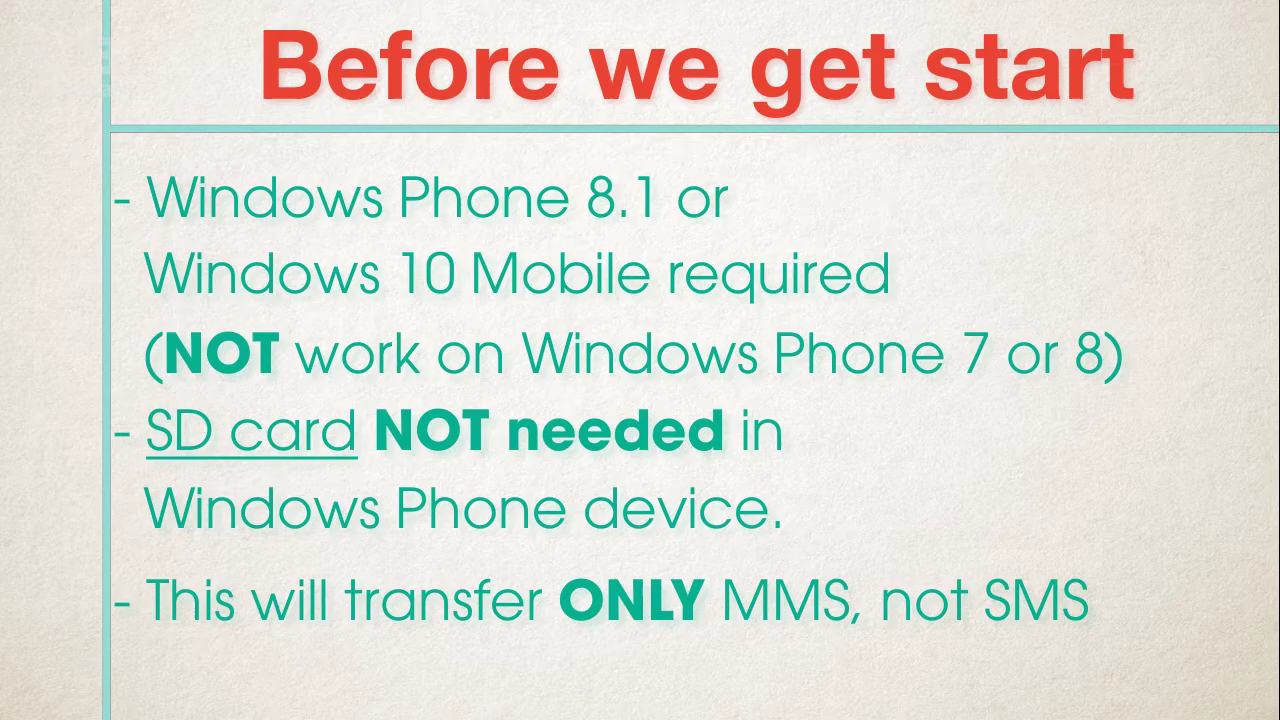 Before we get start
- Windows Phone 8.1 or
Windows 10 Mobile required
(NOT work on Windows Phone 7 or 8)
- SD card NOT needed in
Windows Phone device.
- This will transfer ONLY MMS, not SMS